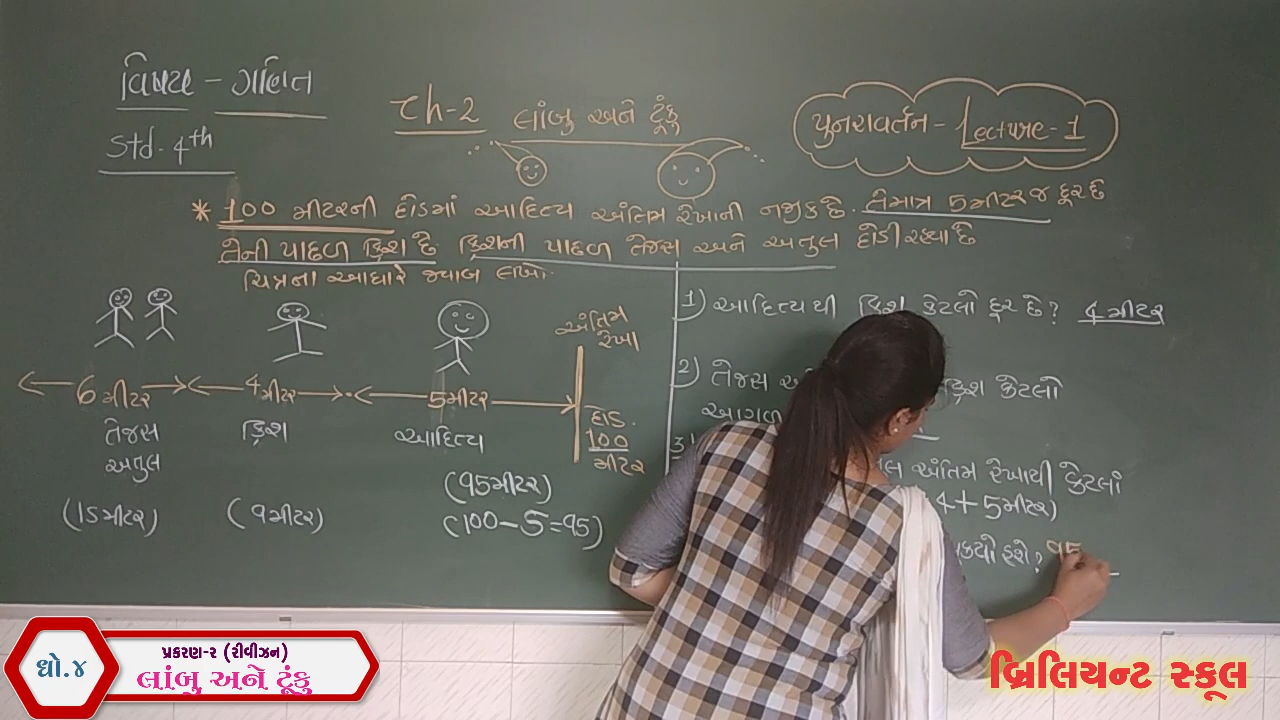 વિષય - ગણિત
Std. 4th
Ch-2 લાંબુ અને ટૂંકુ
પુનરાવર્તન - Lecture - 1
* 100 મીટરની દોડમાં આદિત્ય અંતિમ રેખાની નજીક છે. તે માત્ર 5 મીટર જ દૂર છે
તેની પાછળ ક્રિશ છે. ક્રિશની પાછળ તેજસ અને અતુલ દોડી રહ્યા છે
ચિત્રના આધારે જવાબ લખો.
અંતિમ
રેખા
6 મીટર
4 મીટર
5 મીટર
તેજસ
અતુલ
ક્રિશ
આદિત્ય
દોડ.
100
મીટર
(15 મીટર)
(9 મીટર)
(95 મીટર)
(100 - 5 = 95)
1) આદિત્યથી ક્રિશ કેટલો દૂર છે? 4 મીટર
2) તેજસ
ક્રિશ કેટલો
આગળ
3)
અંતિમ રેખાથી કેટલાં
4 + 5 મીટર)
હશે? 95
ધો.૪
પ્રકરણ-૨ (રીવીઝન)
લાંબુ અને ટૂંકુ
બ્રિલિયન્ટ સ્કૂલ